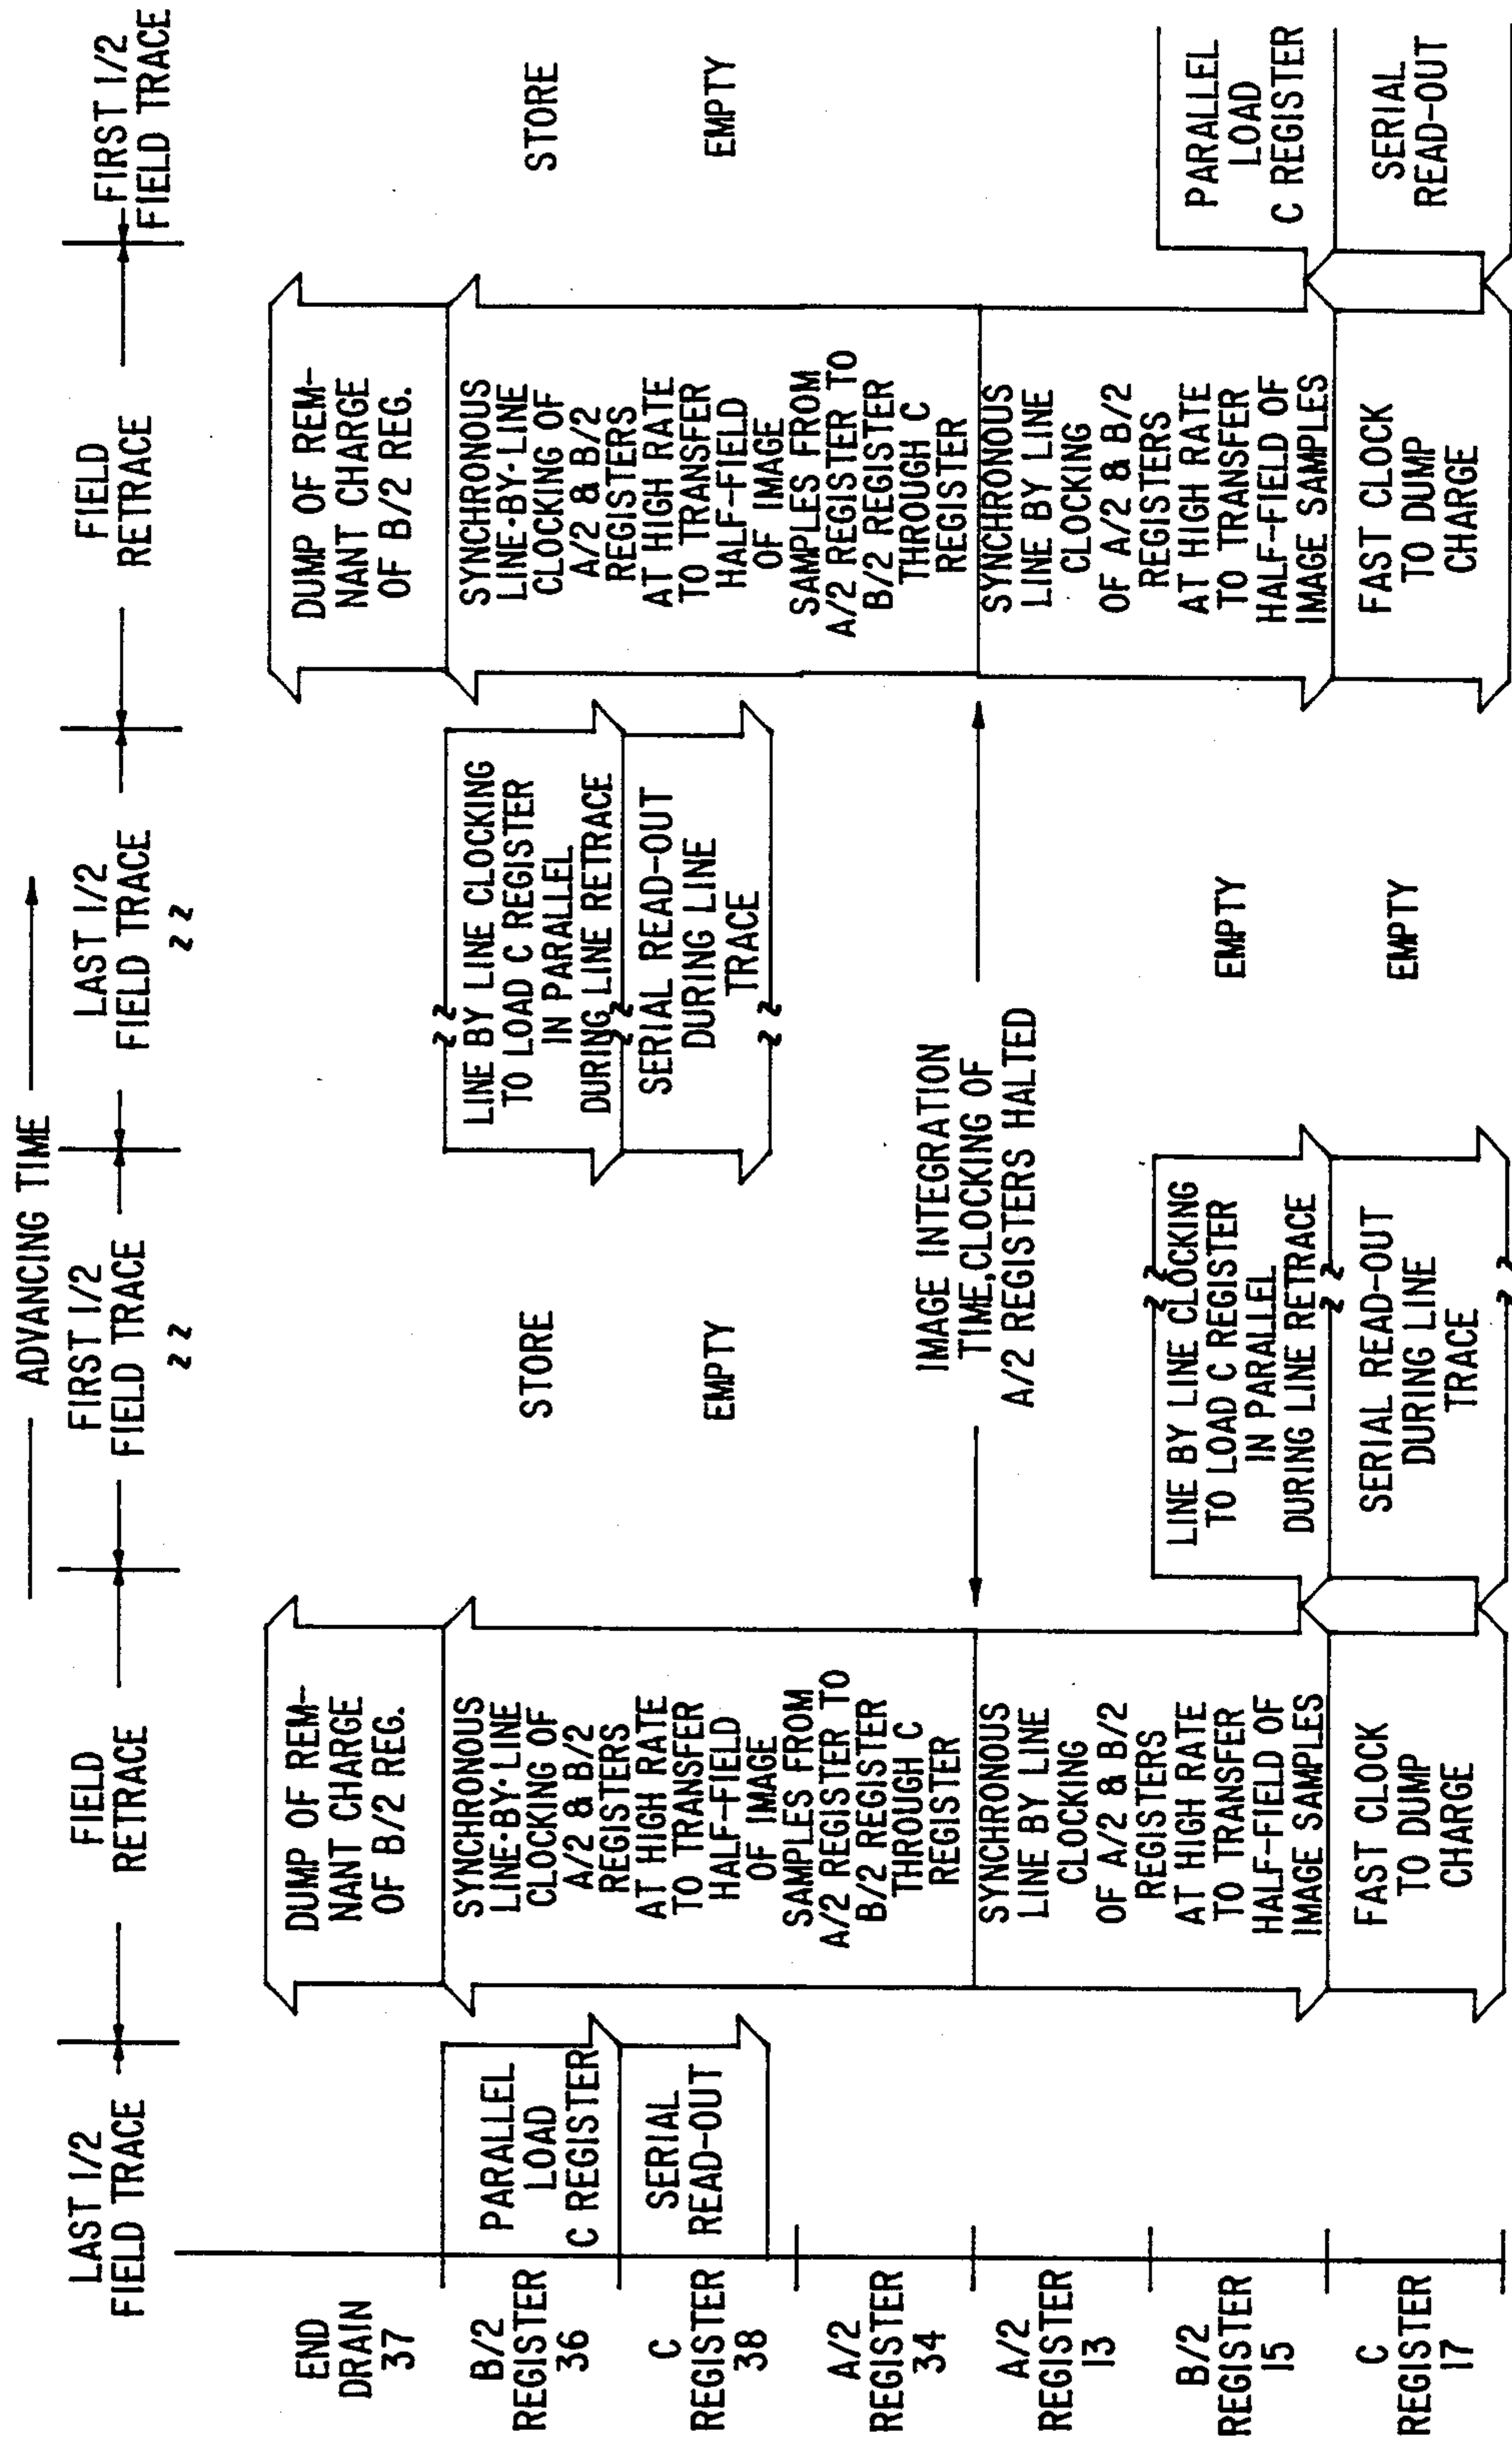 ADVANCING TIME
LAST 1/2
FIELD TRACE
FIELD
RETRACE
FIRST 1/2
FIELD TRACE
LAST 1/2
FIELD TRACE
FIELD
RETRACE
FIRST 1/2
FIELD TRACE
END
DRAIN
37
DUMP OF REM-
NANT CHARGE
OF B/2 REG.
DUMP OF REM-
NANT CHARGE
OF B/2 REG.
B/2
REGISTER
36
PARALLEL
LOAD
C REGISTER
SYNCHRONOUS
LINE-BY-LINE
CLOCKING OF
A/2 & B/2
REGISTERS
AT HIGH RATE
TO TRANSFER
HALF-FIELD
OF IMAGE
SAMPLES FROM
A/2 REGISTER TO
B/2 REGISTER
THROUGH C
REGISTER
STORE
LINE BY LINE CLOCKING
TO LOAD C REGISTER
IN PARALLEL
DURING LINE RETRACE
SYNCHRONOUS
LINE-BY-LINE
CLOCKING OF
A/2 & B/2
REGISTERS
AT HIGH RATE
TO TRANSFER
HALF-FIELD
OF IMAGE
SAMPLES FROM
A/2 REGISTER TO
B/2 REGISTER
THROUGH C
REGISTER
STORE
C
REGISTER
38
SERIAL
READ-OUT
EMPTY
SERIAL READ-OUT
DURING LINE
TRACE
EMPTY
A/2
REGISTER
34
IMAGE INTEGRATION
TIME,CLOCKING OF
A/2 REGISTERS HALTED
A/2
REGISTER
13
SYNCHRONOUS
LINE BY LINE
CLOCKING
OF A/2 & B/2
REGISTERS
AT HIGH RATE
TO TRANSFER
HALF-FIELD OF
IMAGE SAMPLES
SYNCHRONOUS
LINE BY LINE
CLOCKING
OF A/2 & B/2
REGISTERS
AT HIGH RATE
TO TRANSFER
HALF-FIELD OF
IMAGE SAMPLES
B/2
REGISTER
15
LINE BY LINE CLOCKING
TO LOAD C REGISTER
IN PARALLEL
DURING LINE RETRACE
EMPTY
PARALLEL
LOAD
C REGISTER
C
REGISTER
17
FAST CLOCK
TO DUMP
CHARGE
SERIAL READ-OUT
DURING LINE
TRACE
EMPTY
FAST CLOCK
TO DUMP
CHARGE
SERIAL
READ-OUT